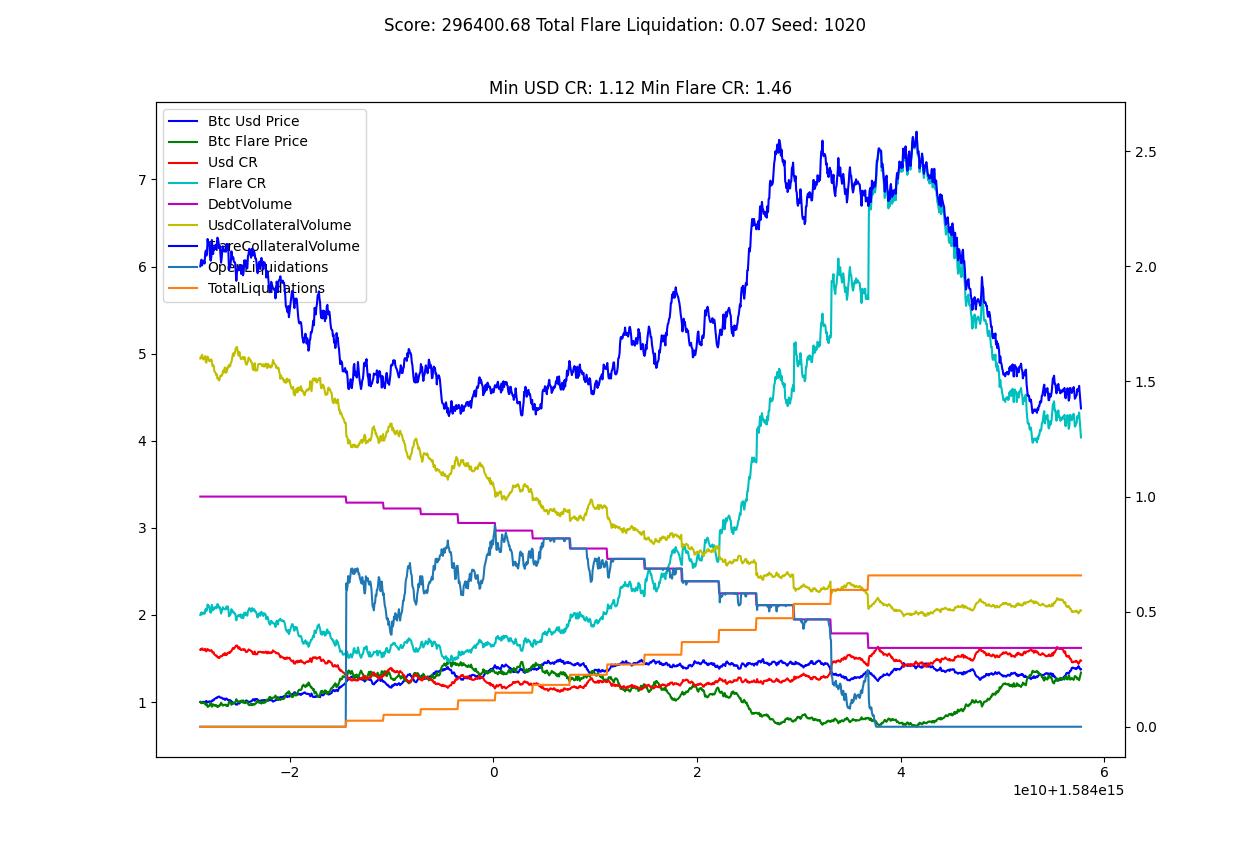 Score: 296400.68 Total Flare Liquidation: 0.07 Seed: 1020
Min USD CR: 1.12 Min Flare CR: 1.46
Btc Usd Price
Btc Flare Price
Usd CR
Flare CR
DebtVolume
UsdCollateralVolume
FlareCollateralVolume
OpenLiquidations
TotalLiquidations
7
6
5
4
3
2
1
2.5
2.0
1.5
1.0
0.5
0.0
−2
0
2
4
6
1e10+1.584e15